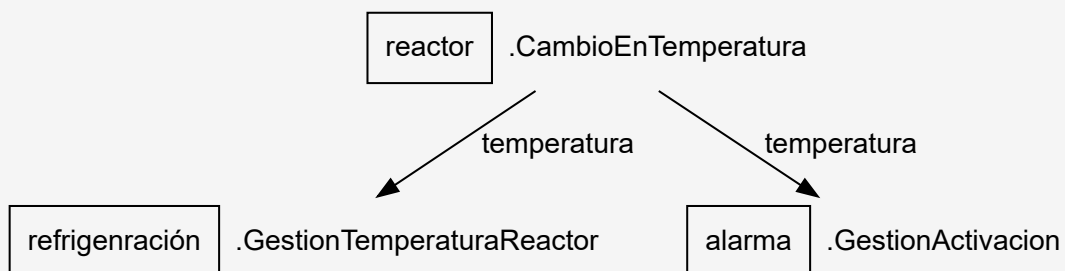 reactor .CambioEnTemperatura
temperatura temperatura
refrigenración .GestionTemperaturaReactor alarma .GestionActivacion